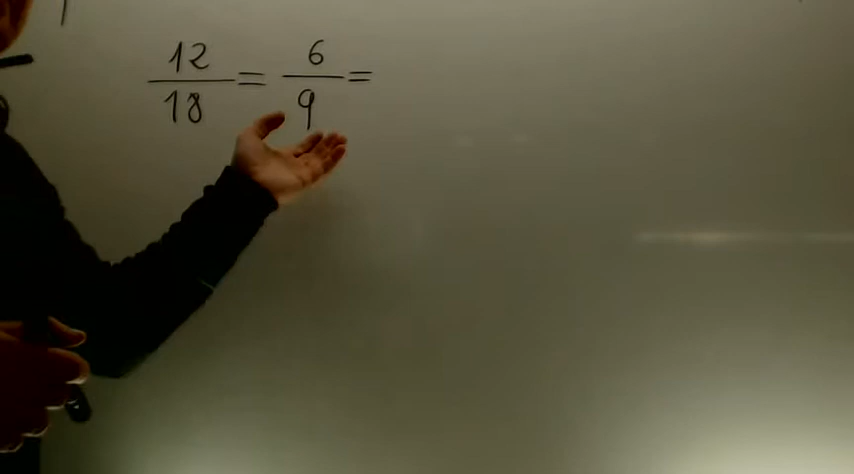 12/18 = 6/9 =